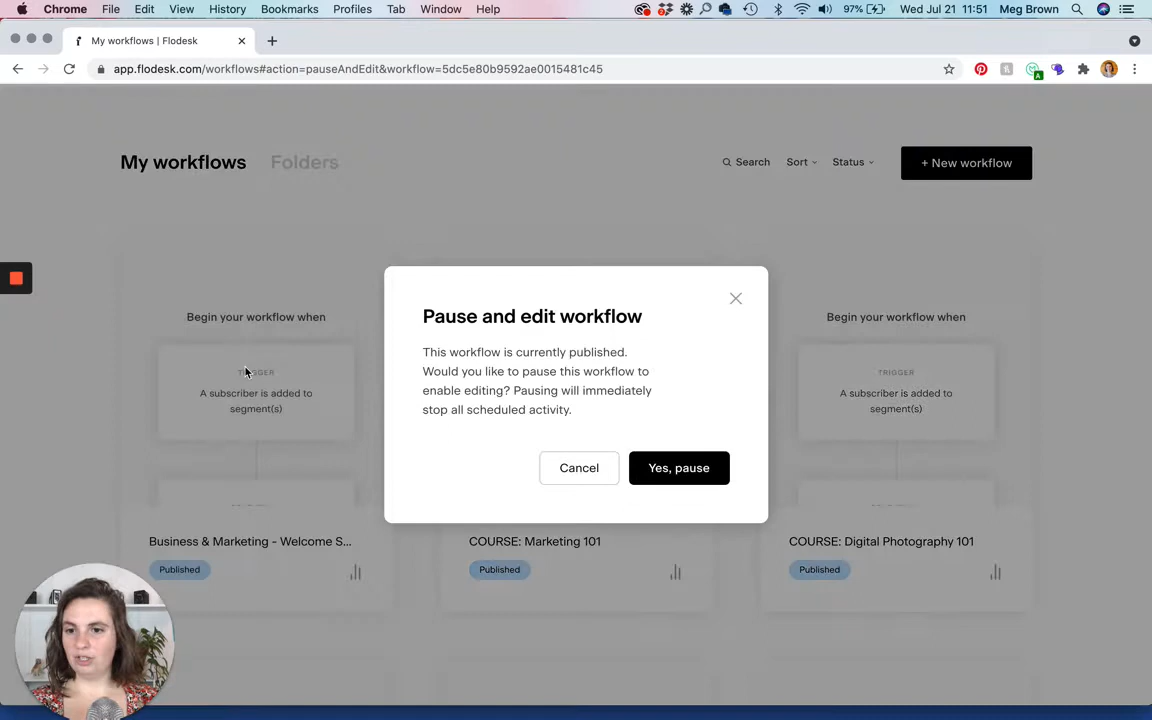 Chrome File Edit View History Bookmarks Profiles Tab Window Help 97% Wed Jul 21 11:51 Meg Brown
My workflows | Flodesk
app.flodesk.com/workflows#action=pauseAndEdit&workflow=5dc5e80b9592ae0015481c45
My workflows Folders Search Sort Status + New workflow
Pause and edit workflow
This workflow is currently published.
Would you like to pause this workflow to
enable editing? Pausing will immediately
stop all scheduled activity.
Cancel Yes, pause
Begin your workflow when
TRIGGER
A subscriber is added to
segment(s)
Business & Marketing - Welcome S...
Published
COURSE: Marketing 101
Published
Begin your workflow when
TRIGGER
A subscriber is added to
segment(s)
COURSE: Digital Photography 101
Published